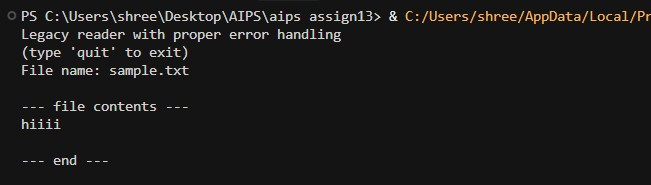 PS C:\Users\shree\Desktop\AIPS\aips assign13> & C:/Users/shree/AppData/Local/Pr
Legacy reader with proper error handling
(type 'quit' to exit)
File name: sample.txt
--- file contents ---
hiiii
--- end ---